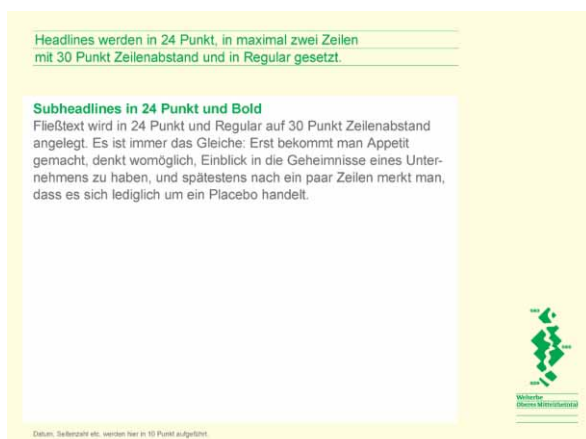 Headlines werden in 24 Punkt, in maximal zwei Zeilen
mit 30 Punkt Zeilenabstand und in Regular gesetzt.
Subheadlines in 24 Punkt und Bold
Fließtext wird in 24 Punkt und Regular auf 30 Punkt Zeilenabstand
angelegt. Es ist immer das Gleiche: Erst bekommt man Appetit
gemacht, denkt womöglich, Einblick in die Geheimnisse eines Unter-
nehmens zu haben, und spätestens nach ein paar Zeilen merkt man,
dass es sich lediglich um ein Placebo handelt.
Welterbe
Oberes Mittelrheintal
Datum, Seitenzahl etc. werden hier in 10 Punkt aufgeführt.